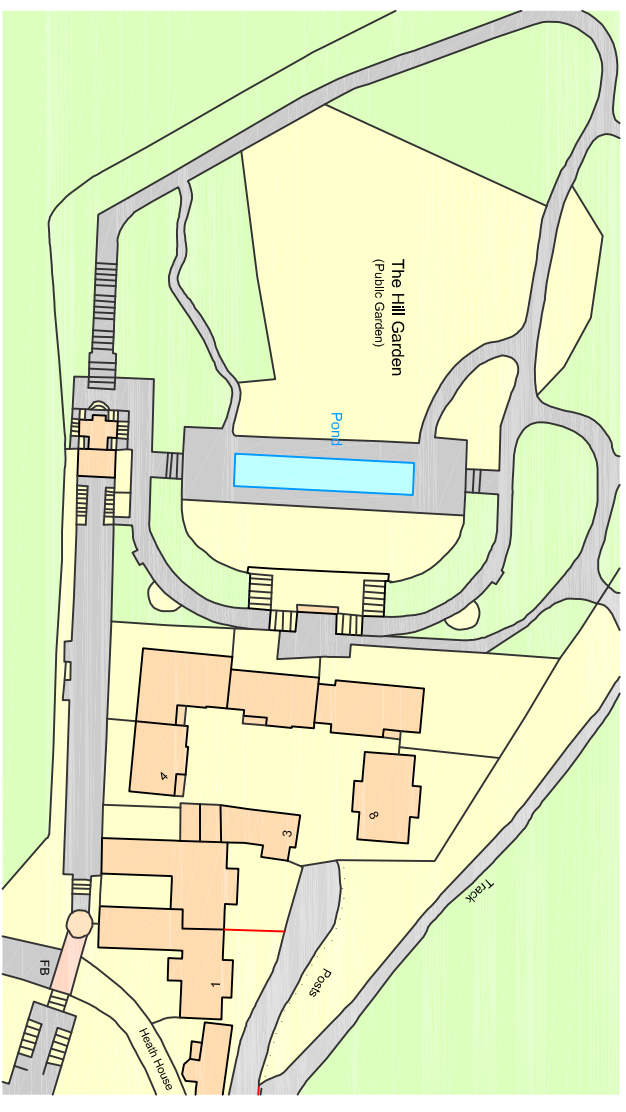 The Hill Garden
(Public Garden)
Pond
4
8
3
Track
1
Posts
FB
Heath House